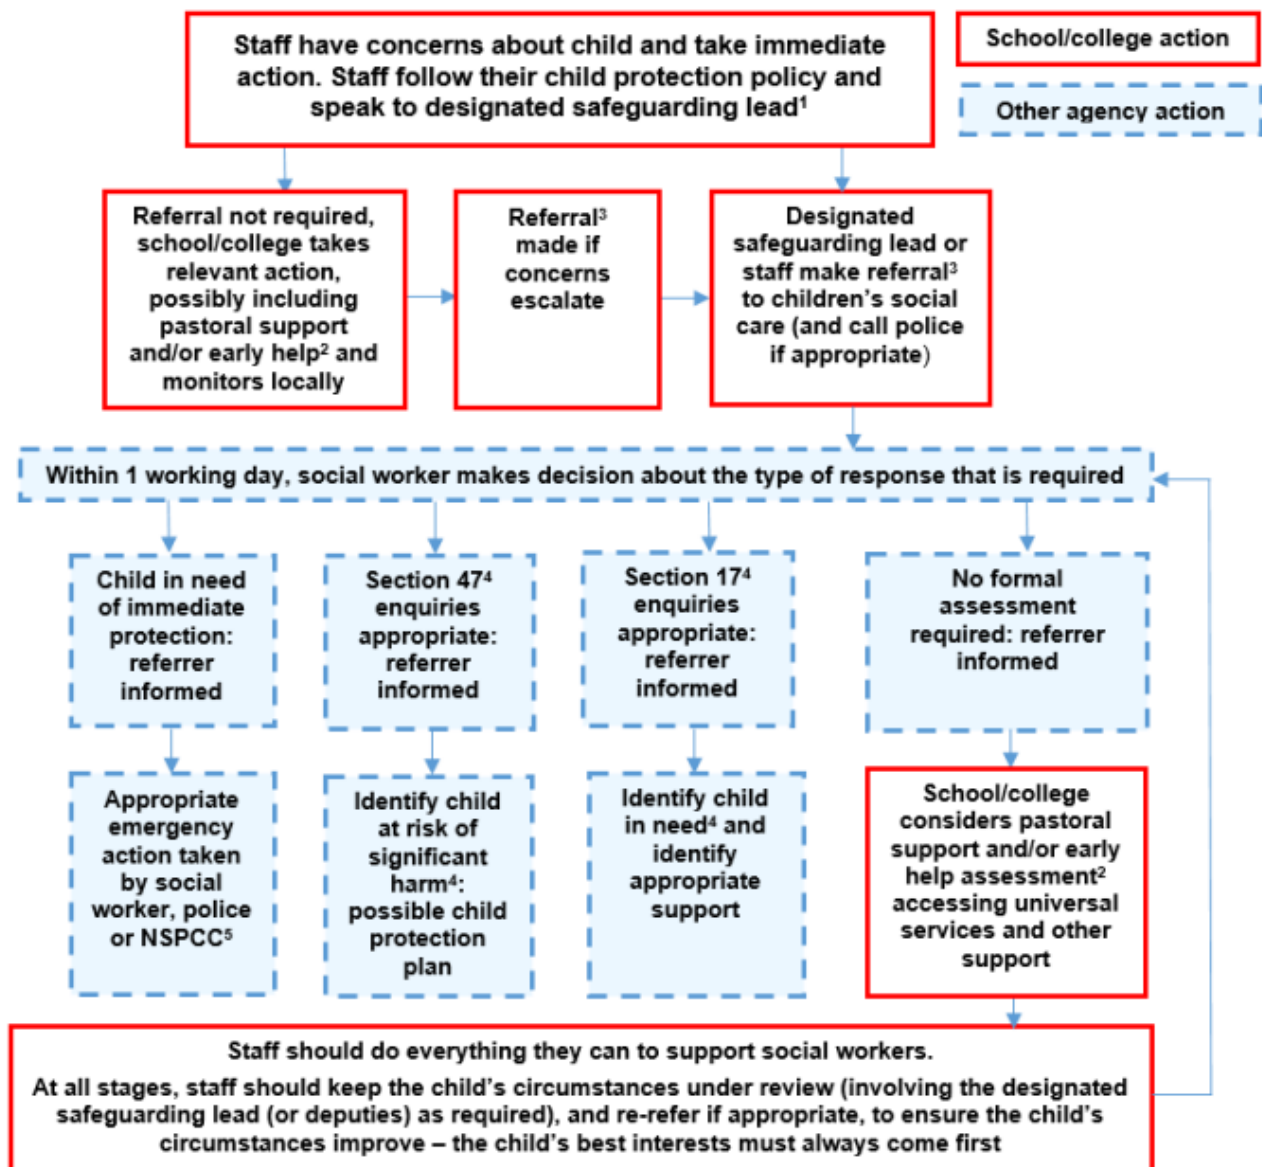 Staff have concerns about child and take immediate
action. Staff follow their child protection policy and
speak to designated safeguarding lead¹
School/college action
Other agency action
Referral not required,
school/college takes
relevant action,
possibly including
pastoral support
and/or early help² and
monitors locally
Referral³
made if
concerns
escalate
Designated
safeguarding lead or
staff make referral³
to children's social
care (and call police
if appropriate)
Within 1 working day, social worker makes decision about the type of response that is required
Child in need
of immediate
protection:
referrer
informed
Section 47⁴
enquiries
appropriate:
referrer
informed
Section 17⁴
enquiries
appropriate:
referrer
informed
No formal
assessment
required: referrer
informed
Appropriate
emergency
action taken
by social
worker, police
or NSPCC⁵
Identify child
at risk of
significant
harm⁴:
possible child
protection
plan
Identify child
in need⁴ and
identify
appropriate
support
School/college
considers pastoral
support and/or early
help assessment²
accessing universal
services and other
support
Staff should do everything they can to support social workers.
At all stages, staff should keep the child's circumstances under review (involving the designated
safeguarding lead (or deputies) as required), and re-refer if appropriate, to ensure the child's
circumstances improve – the child's best interests must always come first